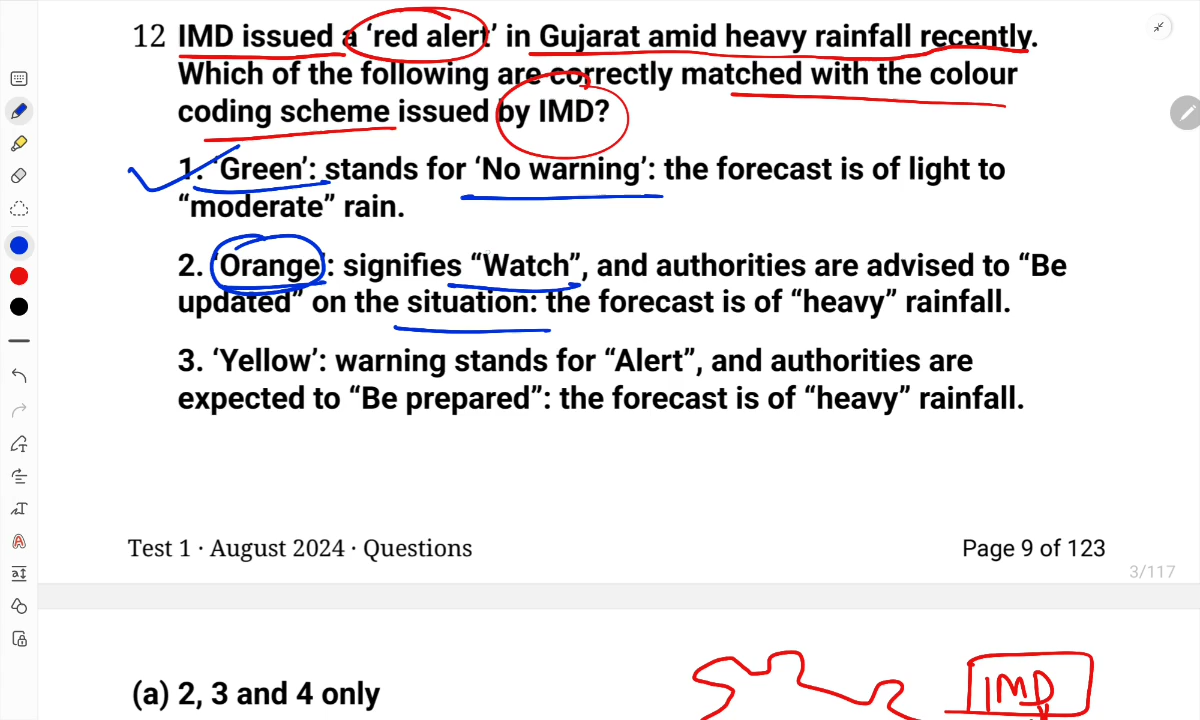 12 IMD issued a ‘red alert’ in Gujarat amid heavy rainfall recently.
Which of the following are correctly matched with the colour
coding scheme issued by IMD?
1. ‘Green’: stands for ‘No warning’: the forecast is of light to
“moderate” rain.
2. ‘Orange’: signifies “Watch”, and authorities are advised to “Be
updated” on the situation: the forecast is of “heavy” rainfall.
3. ‘Yellow’: warning stands for “Alert”, and authorities are
expected to “Be prepared”: the forecast is of “heavy” rainfall.
Test 1 · August 2024 · Questions
Page 9 of 123
3/117
(a) 2, 3 and 4 only
IMD